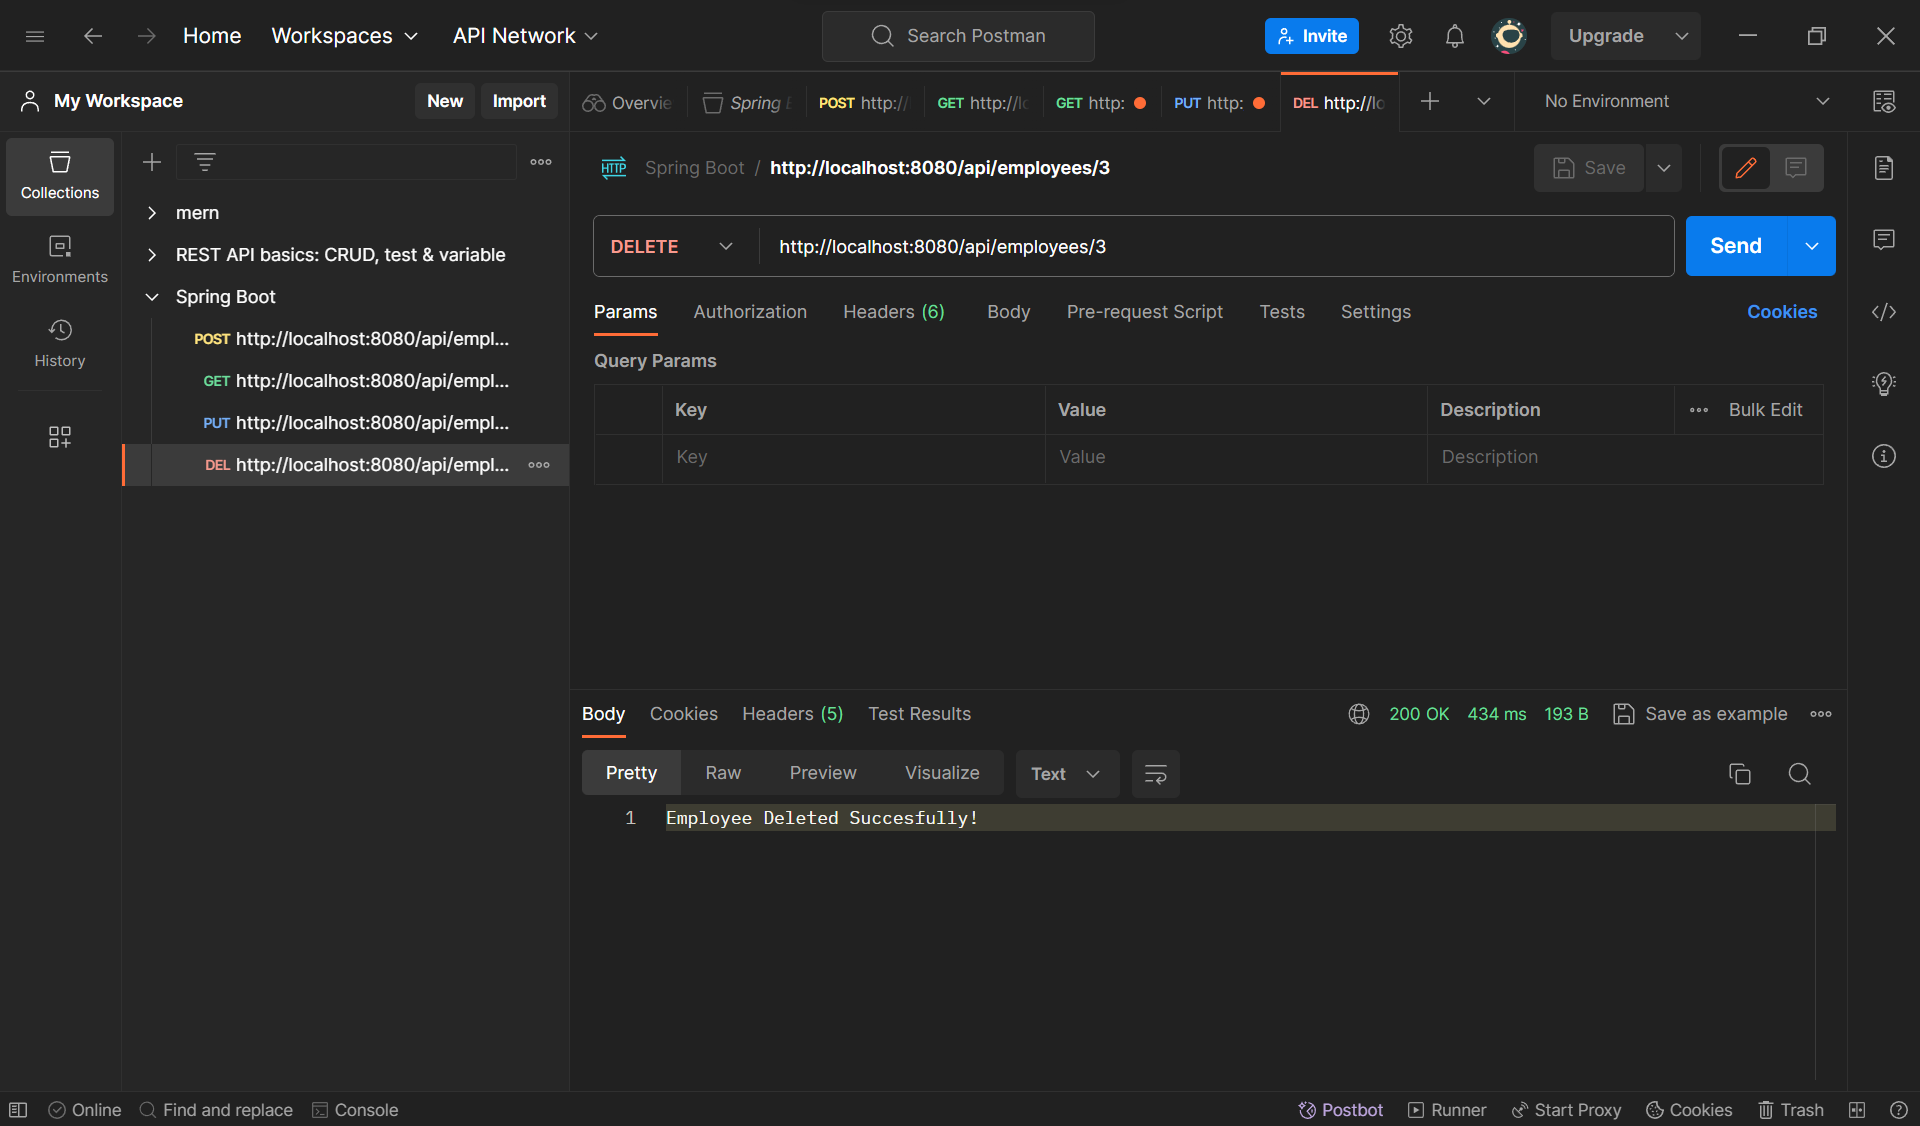 Home Workspaces API Network Search Postman Invite Upgrade
My Workspace New Import Overvie Spring POST http:// GET http://lo GET http: PUT http: DEL http://lo No Environment
Collections
Environments
History
mern
REST API basics: CRUD, test & variable
Spring Boot
POST http://localhost:8080/api/empl...
GET http://localhost:8080/api/empl...
PUT http://localhost:8080/api/empl...
DEL http://localhost:8080/api/empl...
HTTP Spring Boot / http://localhost:8080/api/employees/3 Save
DELETE http://localhost:8080/api/employees/3 Send
Params Authorization Headers (6) Body Pre-request Script Tests Settings Cookies
Query Params
Key Value Description Bulk Edit
Key Value Description
Body Cookies Headers (5) Test Results 200 OK 434 ms 193 B Save as example
Pretty Raw Preview Visualize Text
1 Employee Deleted Succesfully!
Online Find and replace Console Postbot Runner Start Proxy Cookies Trash